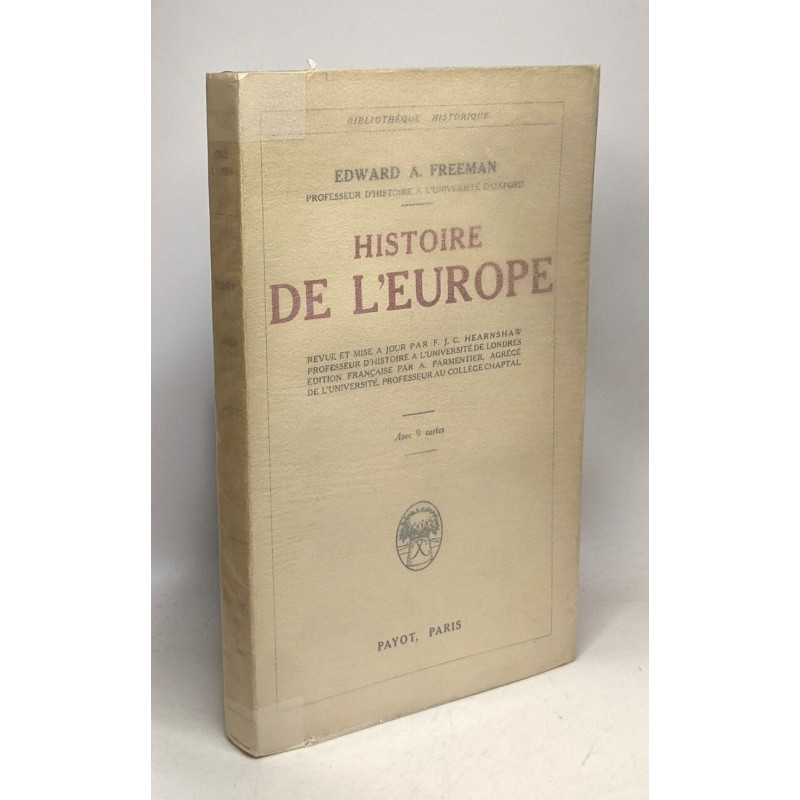 BIBLIOTHÈQUE HISTORIQUE
EDWARD A. FREEMAN
PROFESSEUR D'HISTOIRE A L'UNIVERSITÉ D'OXFORD
HISTOIRE
DE L'EUROPE
REVUE ET MISE A JOUR PAR F. J. C. HEARNSHAW
PROFESSEUR D'HISTOIRE A L'UNIVERSITÉ DE LONDRES
ÉDITION FRANÇAISE PAR A. PARMENTIER, AGRÉGÉ
DE L'UNIVERSITÉ, PROFESSEUR AU COLLÈGE CHAPTAL
Avec 9 cartes
PAYOT, PARIS